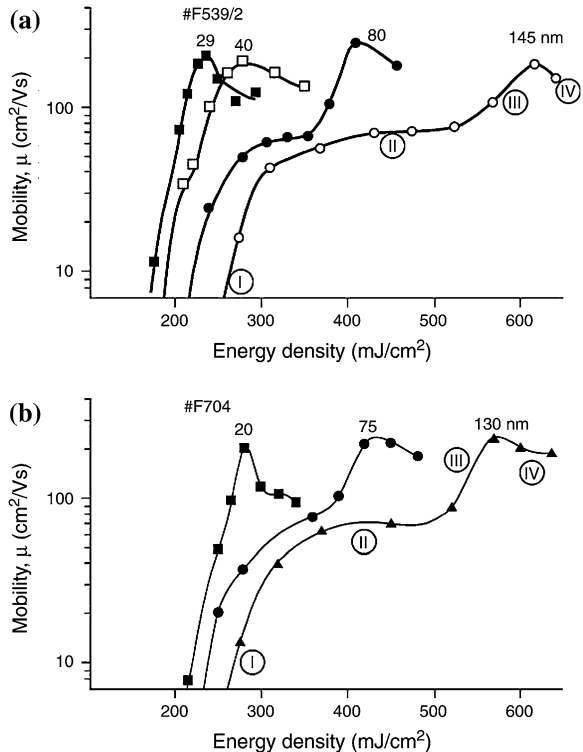 (a)
#F539/2
29 40 80 145 nm
Mobility, μ (cm²/Vs)
100
10
I II III IV
200 300 400 500 600
Energy density (mJ/cm²)
(b)
#F704
20 75 130 nm
Mobility, μ (cm²/Vs)
100
10
I II III IV
200 300 400 500 600
Energy density (mJ/cm²)